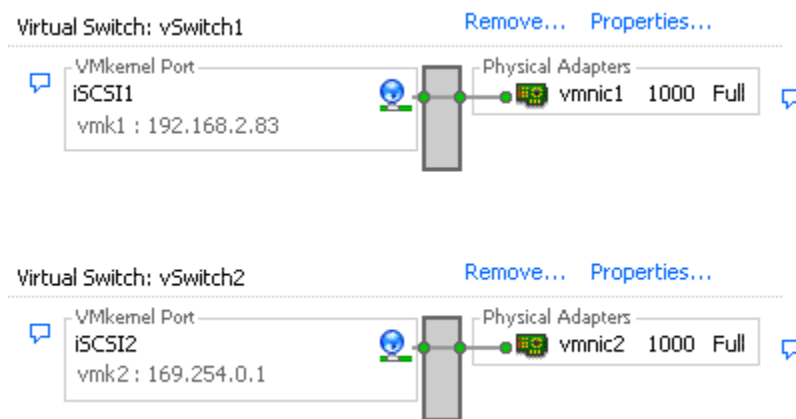 Virtual Switch: vSwitch1 Remove... Properties...
VMkernel Port Physical Adapters
iSCSI1 vmnic1 1000 Full
vmk1 : 192.168.2.83
Virtual Switch: vSwitch2 Remove... Properties...
VMkernel Port Physical Adapters
iSCSI2 vmnic2 1000 Full
vmk2 : 169.254.0.1